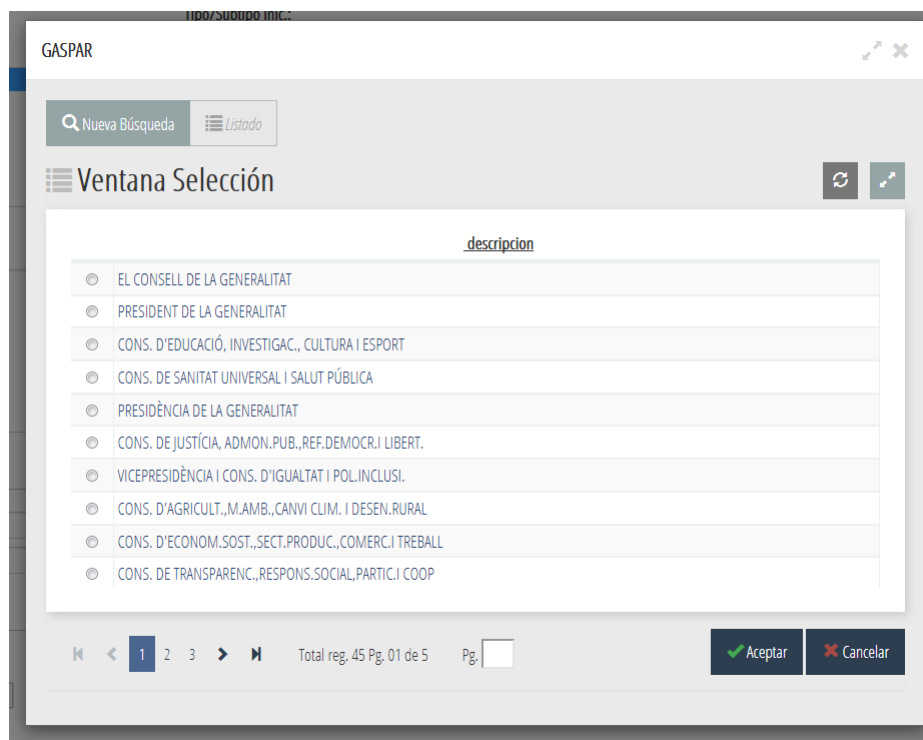 Tipo/Subtipo Inic.:
GASPAR
Nueva Búsqueda
Listado
Ventana Selección
descripcion
EL CONSELL DE LA GENERALITAT
PRESIDENT DE LA GENERALITAT
CONS. D'EDUCACIÓ, INVESTIGAC., CULTURA I ESPORT
CONS. DE SANITAT UNIVERSAL I SALUT PÚBLICA
PRESIDÈNCIA DE LA GENERALITAT
CONS. DE JUSTÍCIA, ADMON.PUB.,REF.DEMOCR.I LIBERT.
VICEPRESIDÈNCIA I CONS. D'IGUALTAT I POL.INCLUSI.
CONS. D'AGRICULT.,M.AMB.,CANVI CLIM. I DESEN.RURAL
CONS. D'ECONOM.SOST.,SECT.PRODUC.,COMERC.I TREBALL
CONS. DE TRANSPARENC.,RESPONS.SOCIAL,PARTIC.I COOP
1 2 3 Total reg. 45 Pg. 01 de 5 Pg. Aceptar Cancelar